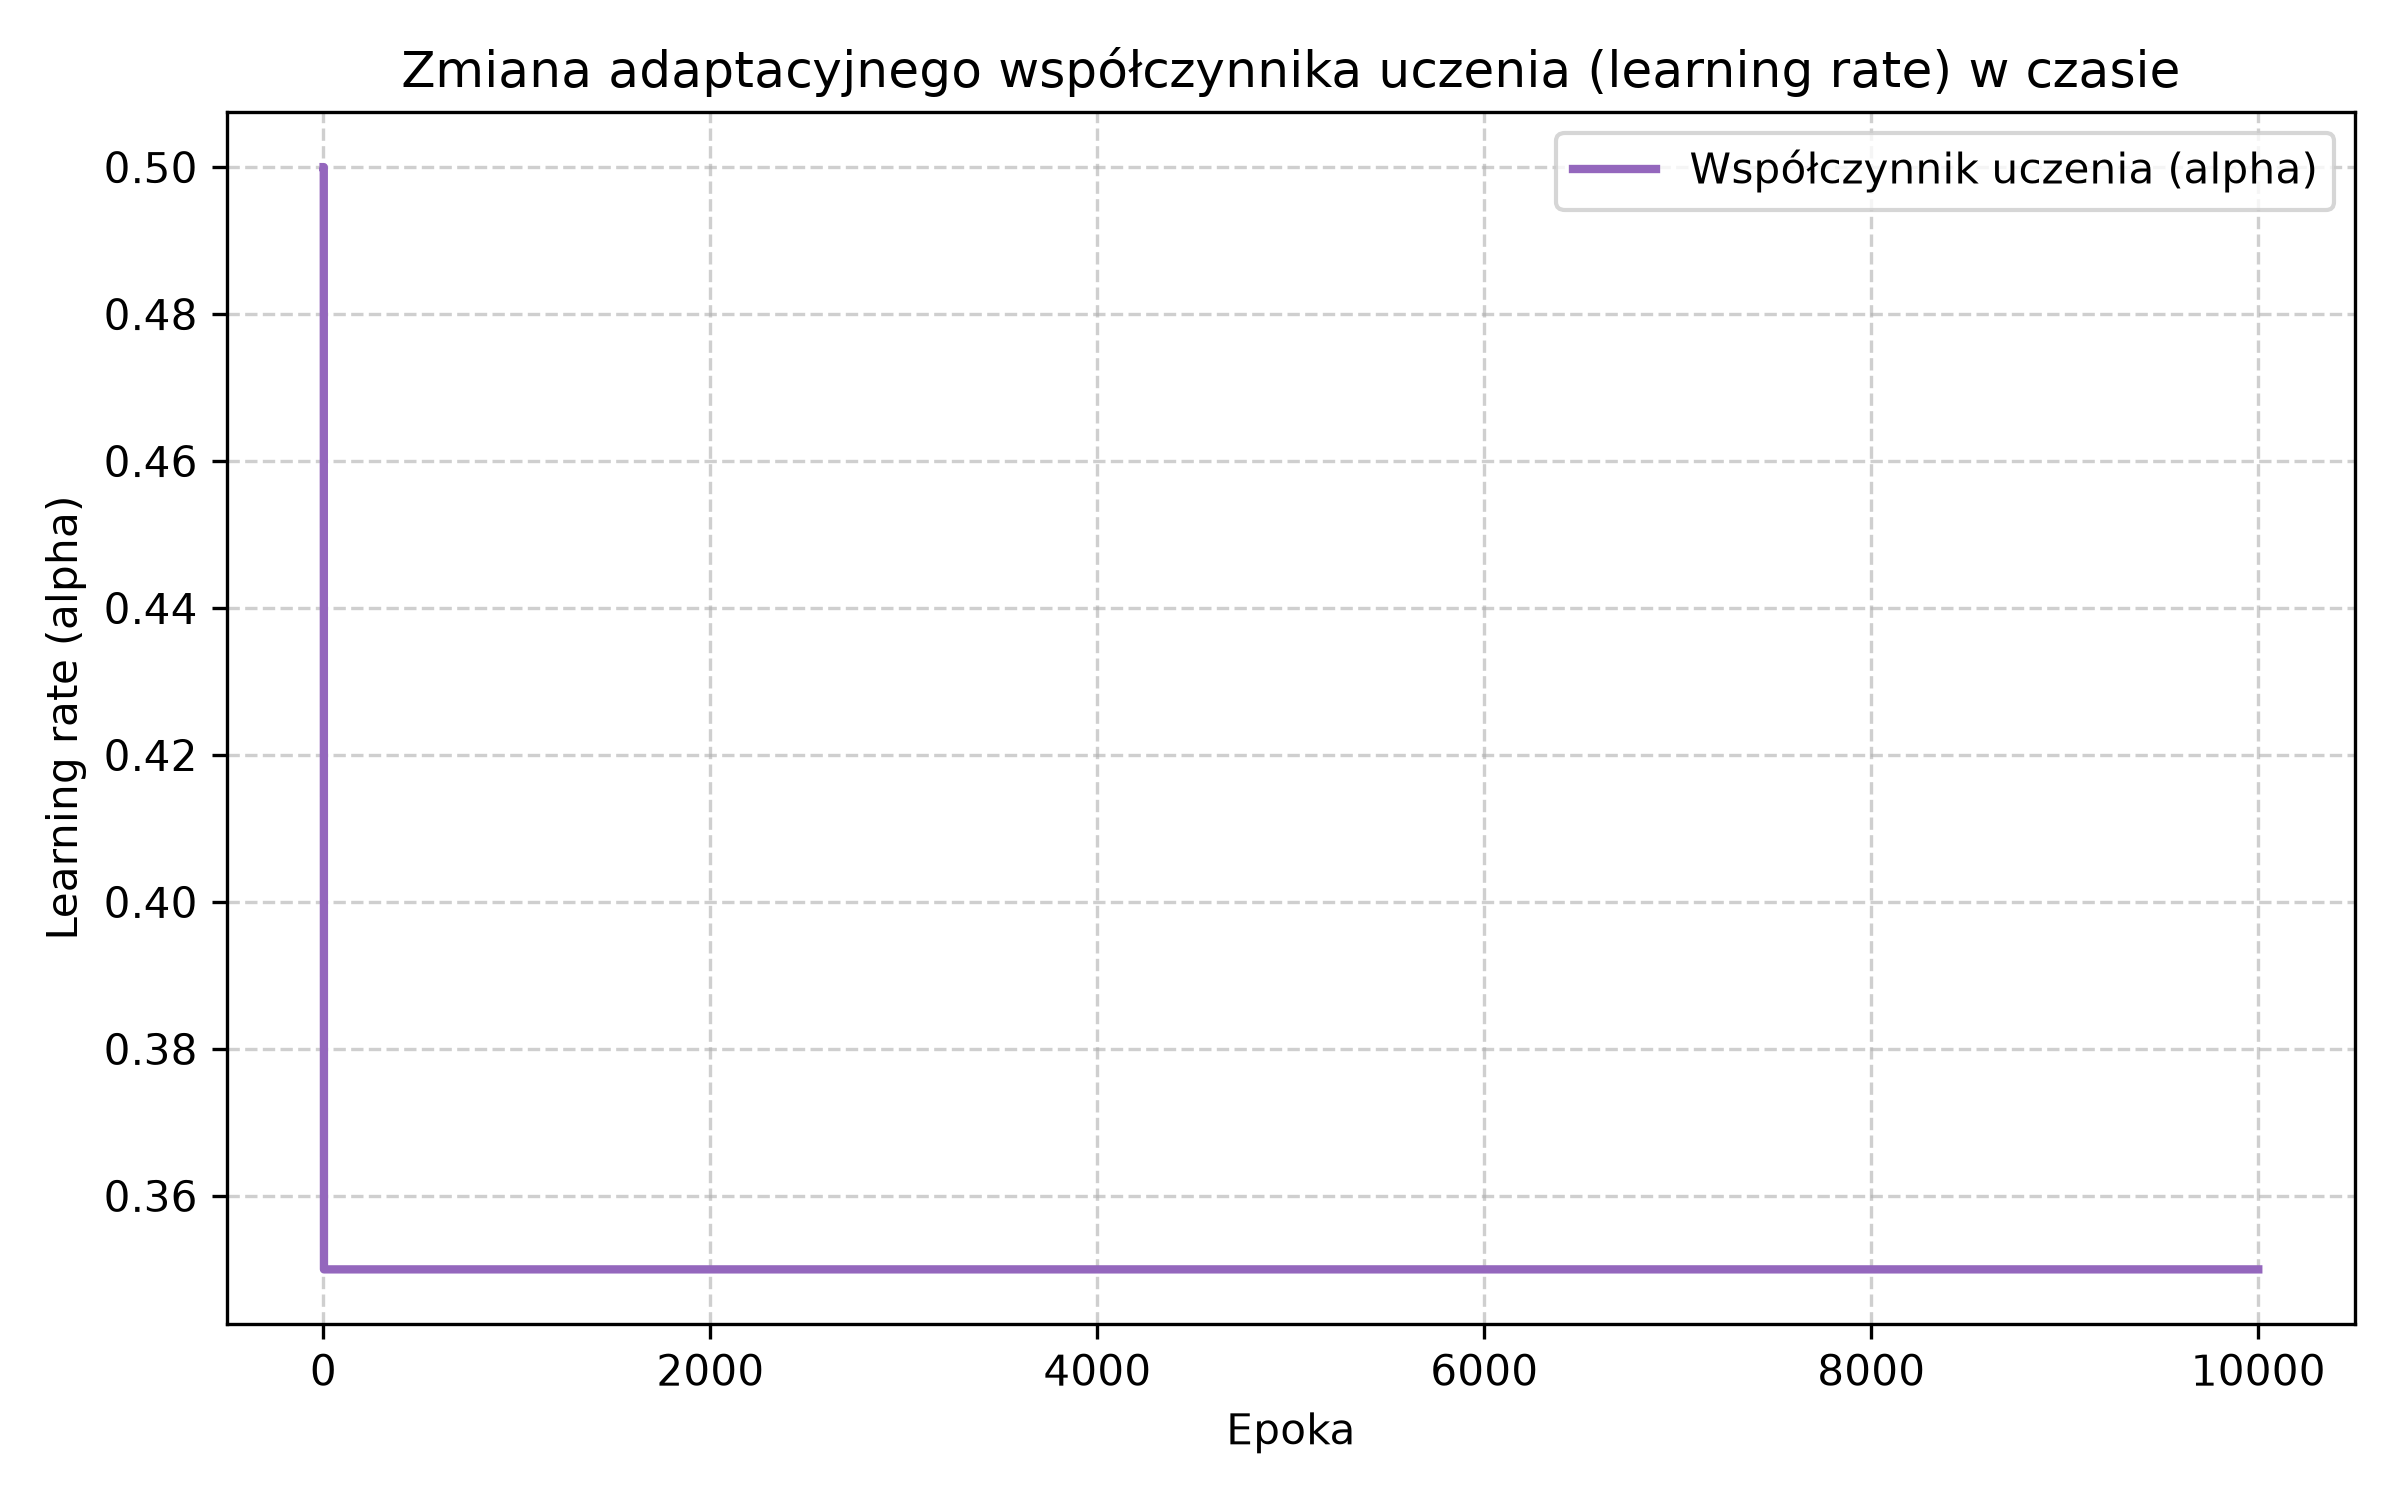 Zmiana adaptacyjnego współczynnika uczenia (learning rate) w czasie
Współczynnik uczenia (alpha)
Learning rate (alpha)
0.50
0.48
0.46
0.44
0.42
0.40
0.38
0.36
0 2000 4000 6000 8000 10000
Epoka